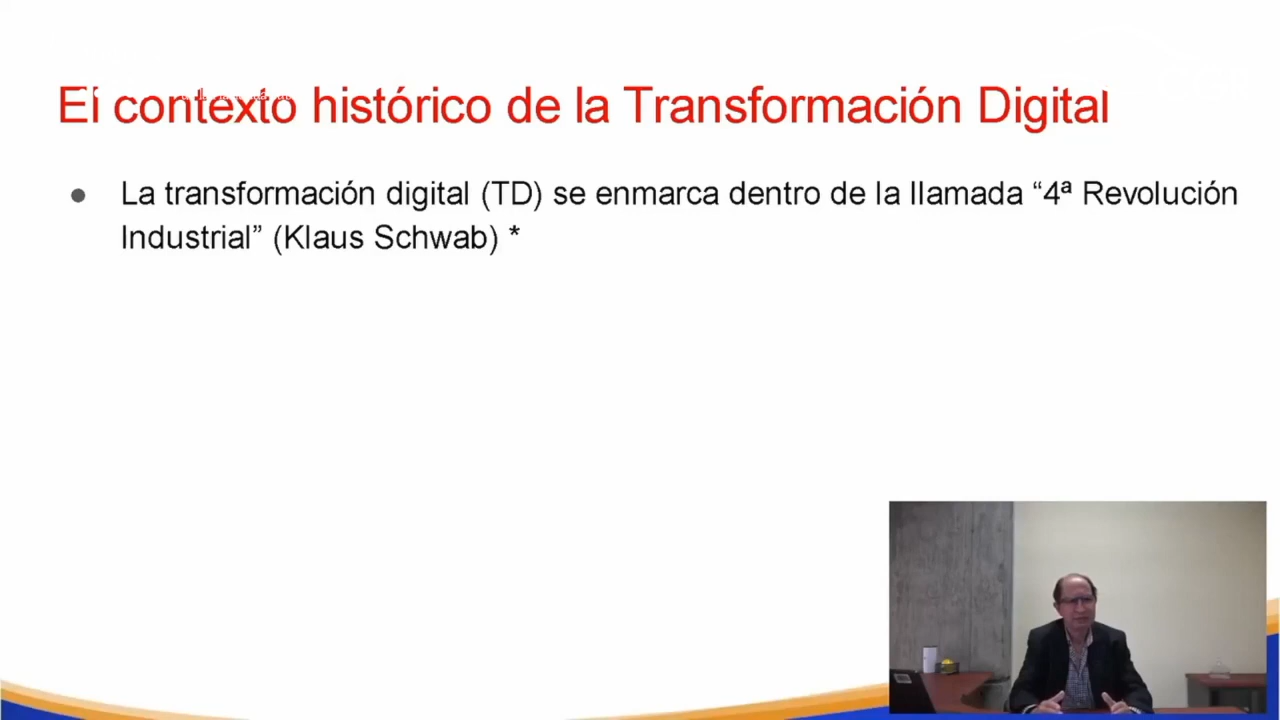 El contexto histórico de la Transformación Digital
● La transformación digital (TD) se enmarca dentro de la llamada “4ª Revolución
Industrial” (Klaus Schwab) *